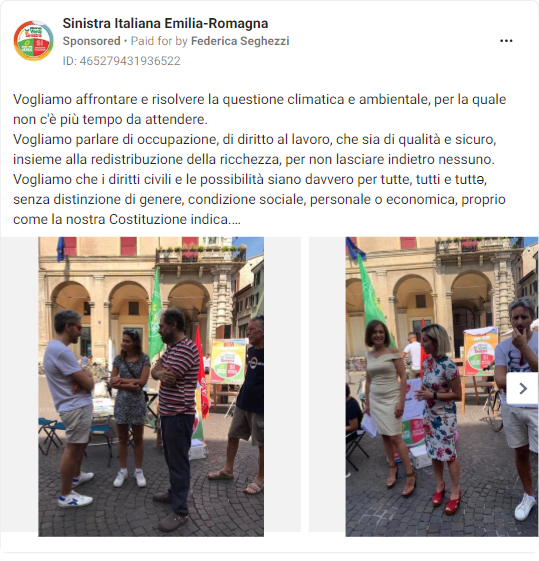 Sinistra Italiana Emilia-Romagna
Sponsored • Paid for by Federica Seghezzi
ID: 465279431936522
Vogliamo affrontare e risolvere la questione climatica e ambientale, per la quale
non c'è più tempo da attendere.
Vogliamo parlare di occupazione, di diritto al lavoro, che sia di qualità e sicuro,
insieme alla redistribuzione della ricchezza, per non lasciare indietro nessuno.
Vogliamo che i diritti civili e le possibilità siano davvero per tutte, tutti e tuttə,
senza distinzione di genere, condizione sociale, personale o economica, proprio
come la nostra Costituzione indica....